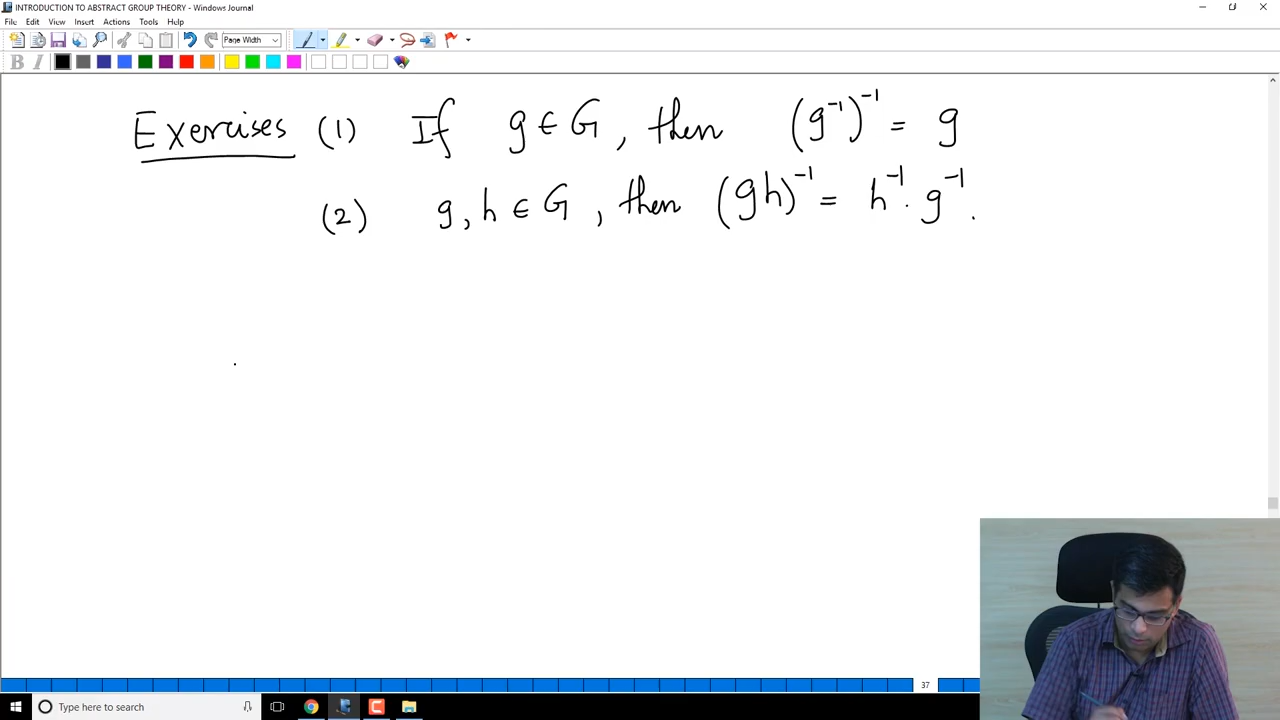 INTRODUCTION TO ABSTRACT GROUP THEORY - Windows Journal
File Edit View Insert Actions Tools Help
Pane Width
B I
Exercises (1) If g ∈ G, then (g⁻¹)⁻¹ = g
(2) g, h ∈ G, then (gh)⁻¹ = h⁻¹. g⁻¹.
37
Type here to search